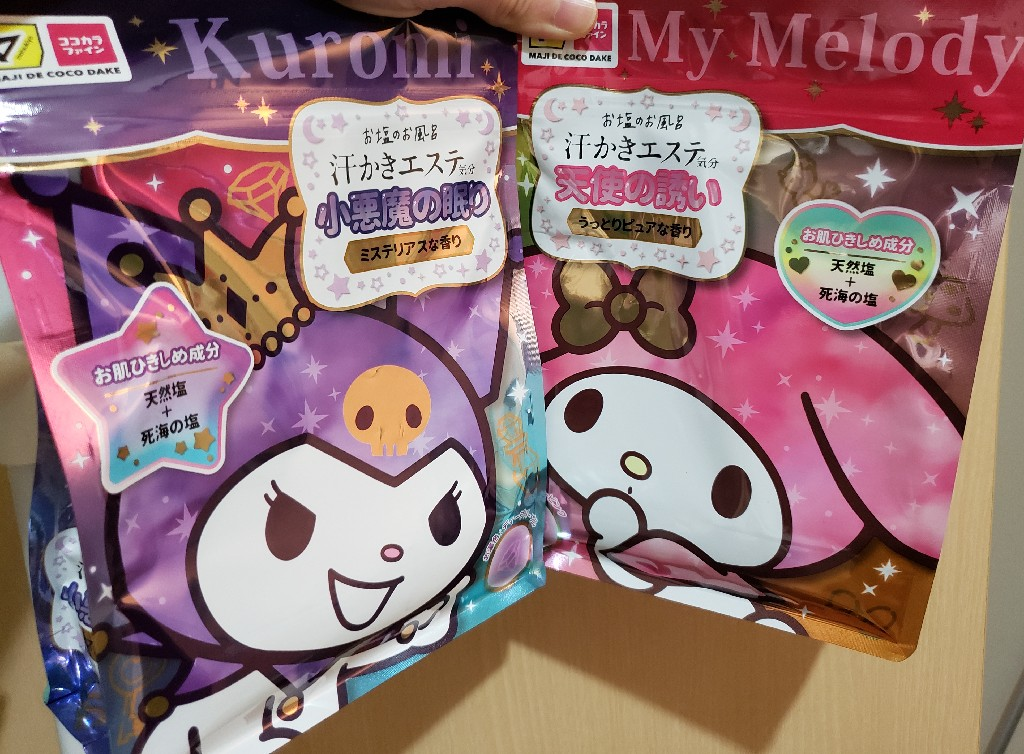 ココカラ
ファイン
MAJI DE COCO DAKE
Kuromi
お塩のお風呂
汗かきエステ気分
小悪魔の眠り
ミステリアスな香り
お肌ひきしめ成分
天然塩
+
死海の塩
ココカラ
ファイン
MAJI DE COCO DAKE
My Melody
お塩のお風呂
汗かきエステ気分
天使の誘い
うっとりピュアな香り
お肌ひきしめ成分
天然塩
+
死海の塩